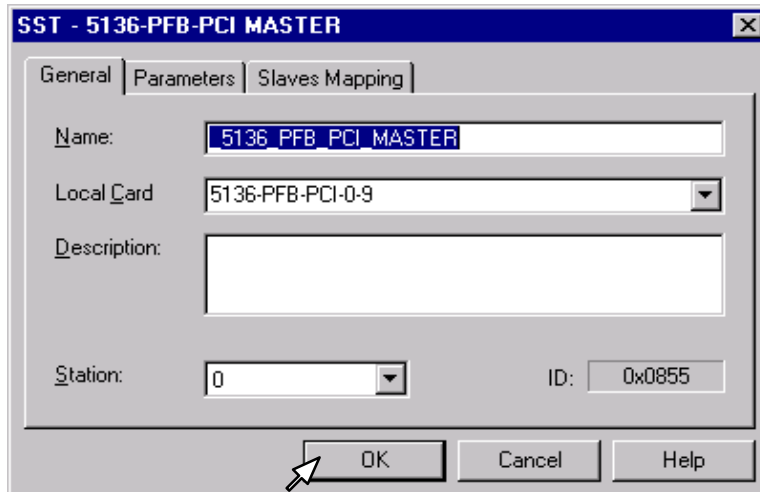 SST - 5136-PFB-PCI MASTER
General Parameters Slaves Mapping
Name: _5136_PFB_PCI_MASTER
Local Card 5136-PFB-PCI-0-9
Description:
Station: 0 ID: 0x0855
OK Cancel Help